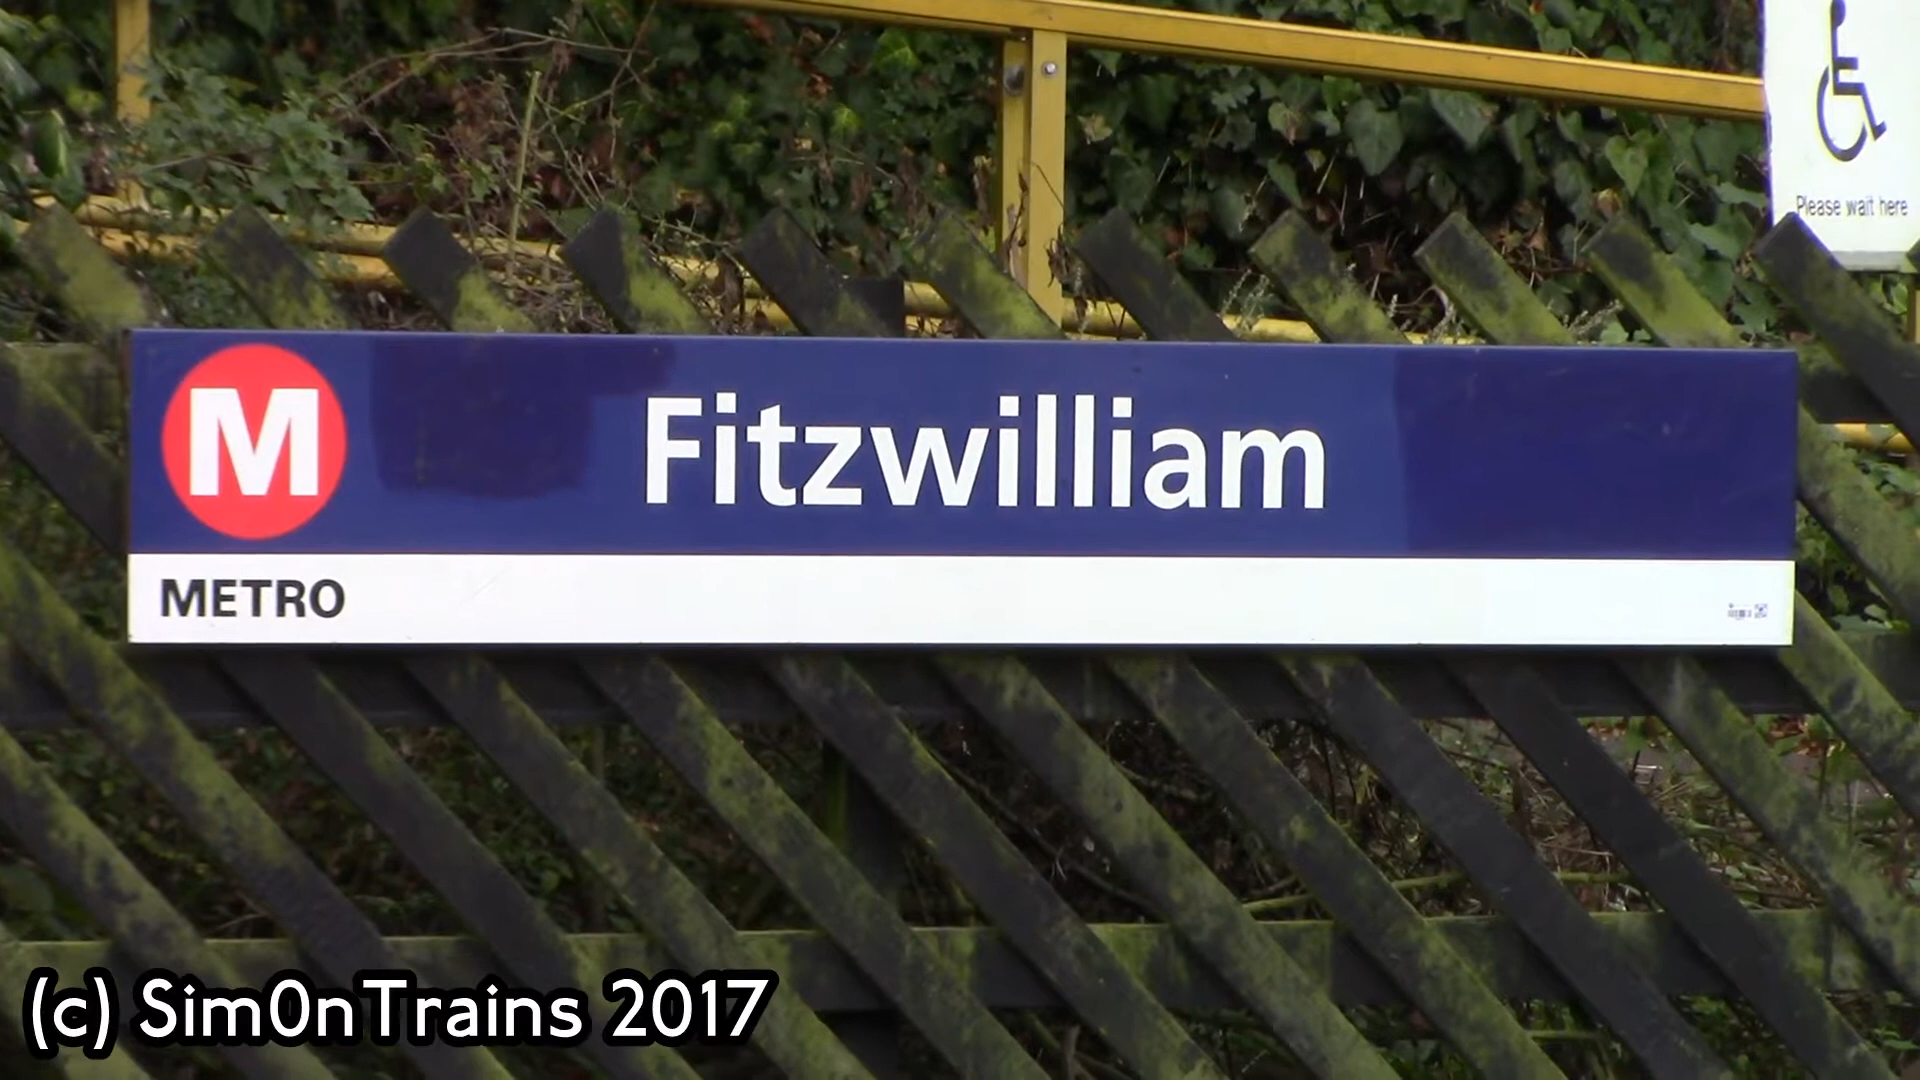 Please wait here
M
Fitzwilliam
METRO
(c) Sim0nTrains 2017